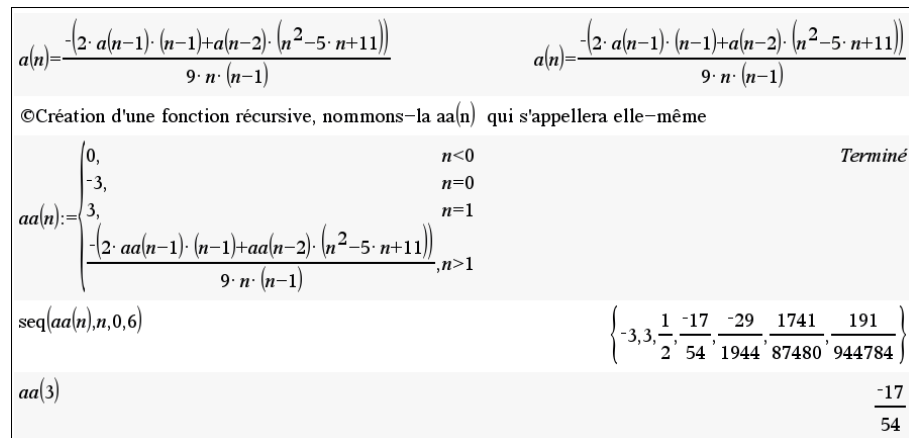 a(n)=-(2·a(n-1)·(n-1)+a(n-2)·(n²-5·n+11))/(9·n·(n-1)) a(n)=-(2·a(n-1)·(n-1)+a(n-2)·(n²-5·n+11))/(9·n·(n-1))
©Création d'une fonction récursive, nommons-la aa(n) qui s'appellera elle-même
aa(n):={0, n<0 Terminé
-3, n=0
3, n=1
-(2·aa(n-1)·(n-1)+aa(n-2)·(n²-5·n+11))/(9·n·(n-1)), n>1
seq(aa(n),n,0,6) {-3,3,1/2,-17/54,-29/1944,1741/87480,191/944784}
aa(3) -17/54